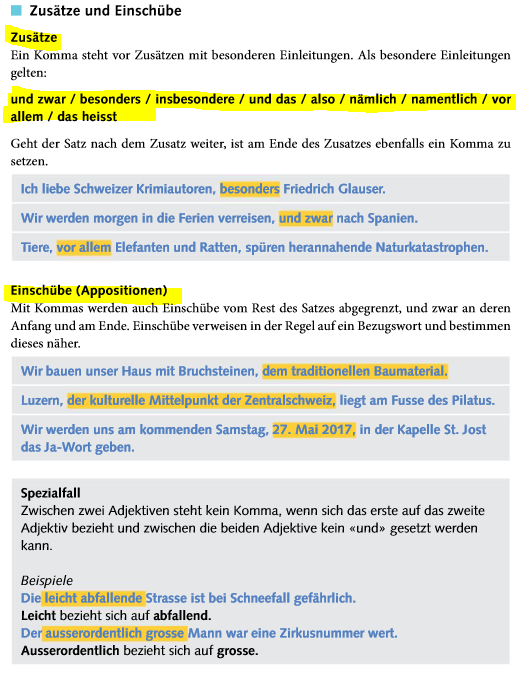 Zusätze und Einschübe
Zusätze
Ein Komma steht vor Zusätzen mit besonderen Einleitungen. Als besondere Einleitungen
gelten:
und zwar / besonders / insbesondere / und das / also / nämlich / namentlich / vor
allem / das heisst
Geht der Satz nach dem Zusatz weiter, ist am Ende des Zusatzes ebenfalls ein Komma zu
setzen.
Ich liebe Schweizer Krimiautoren, besonders Friedrich Glauser.
Wir werden morgen in die Ferien verreisen, und zwar nach Spanien.
Tiere, vor allem Elefanten und Ratten, spüren herannahende Naturkatastrophen.
Einschübe (Appositionen)
Mit Kommas werden auch Einschübe vom Rest des Satzes abgegrenzt, und zwar an deren
Anfang und am Ende. Einschübe verweisen in der Regel auf ein Bezugswort und bestimmen
dieses näher.
Wir bauen unser Haus mit Bruchsteinen, dem traditionellen Baumaterial.
Luzern, der kulturelle Mittelpunkt der Zentralschweiz, liegt am Fusse des Pilatus.
Wir werden uns am kommenden Samstag, 27. Mai 2017, in der Kapelle St. Jost
das Ja-Wort geben.
Spezialfall
Zwischen zwei Adjektiven steht kein Komma, wenn sich das erste auf das zweite
Adjektiv bezieht und zwischen die beiden Adjektive kein «und» gesetzt werden
kann.
Beispiele
Die leicht abfallende Strasse ist bei Schneefall gefährlich.
Leicht bezieht sich auf abfallend.
Der ausserordentlich grosse Mann war eine Zirkusnummer wert.
Ausserordentlich bezieht sich auf grosse.